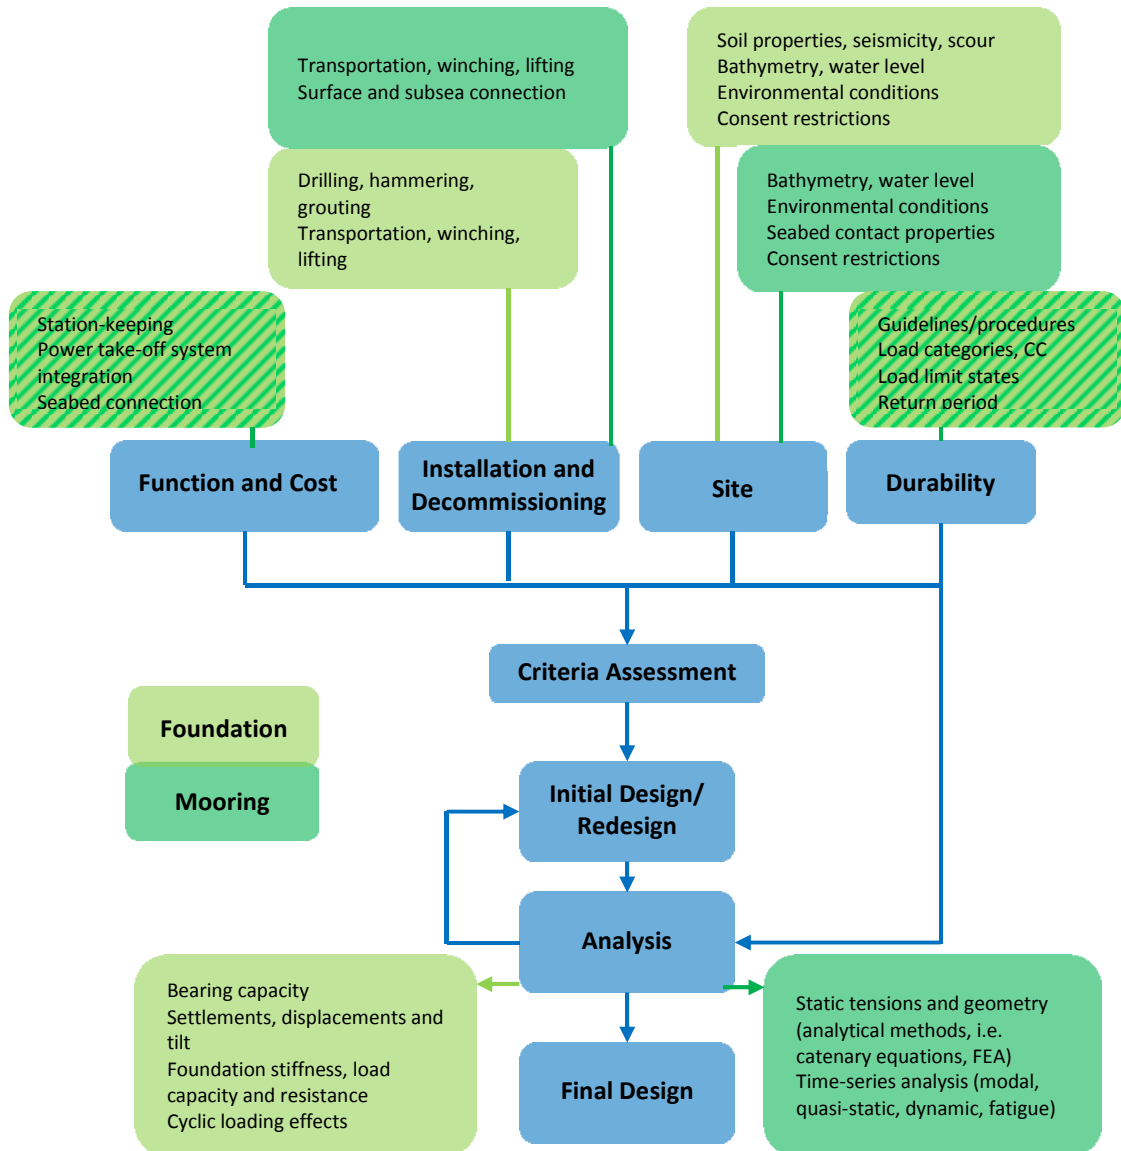 Transportation, winching, lifting
Surface and subsea connection
Soil properties, seismicity, scour
Bathymetry, water level
Environmental conditions
Consent restrictions
Drilling, hammering,
grouting
Transportation, winching,
lifting
Bathymetry, water level
Environmental conditions
Seabed contact properties
Consent restrictions
Station-keeping
Power take-off system
integration
Seabed connection
Guidelines/procedures
Load categories, CC
Load limit states
Return period
Function and Cost
Installation and
Decommissioning
Site
Durability
Criteria Assessment
Foundation
Mooring
Initial Design/
Redesign
Analysis
Bearing capacity
Settlements, displacements and
tilt
Foundation stiffness, load
capacity and resistance
Cyclic loading effects
Static tensions and geometry
(analytical methods, i.e.
catenary equations, FEA)
Time-series analysis (modal,
quasi-static, dynamic, fatigue)
Final Design